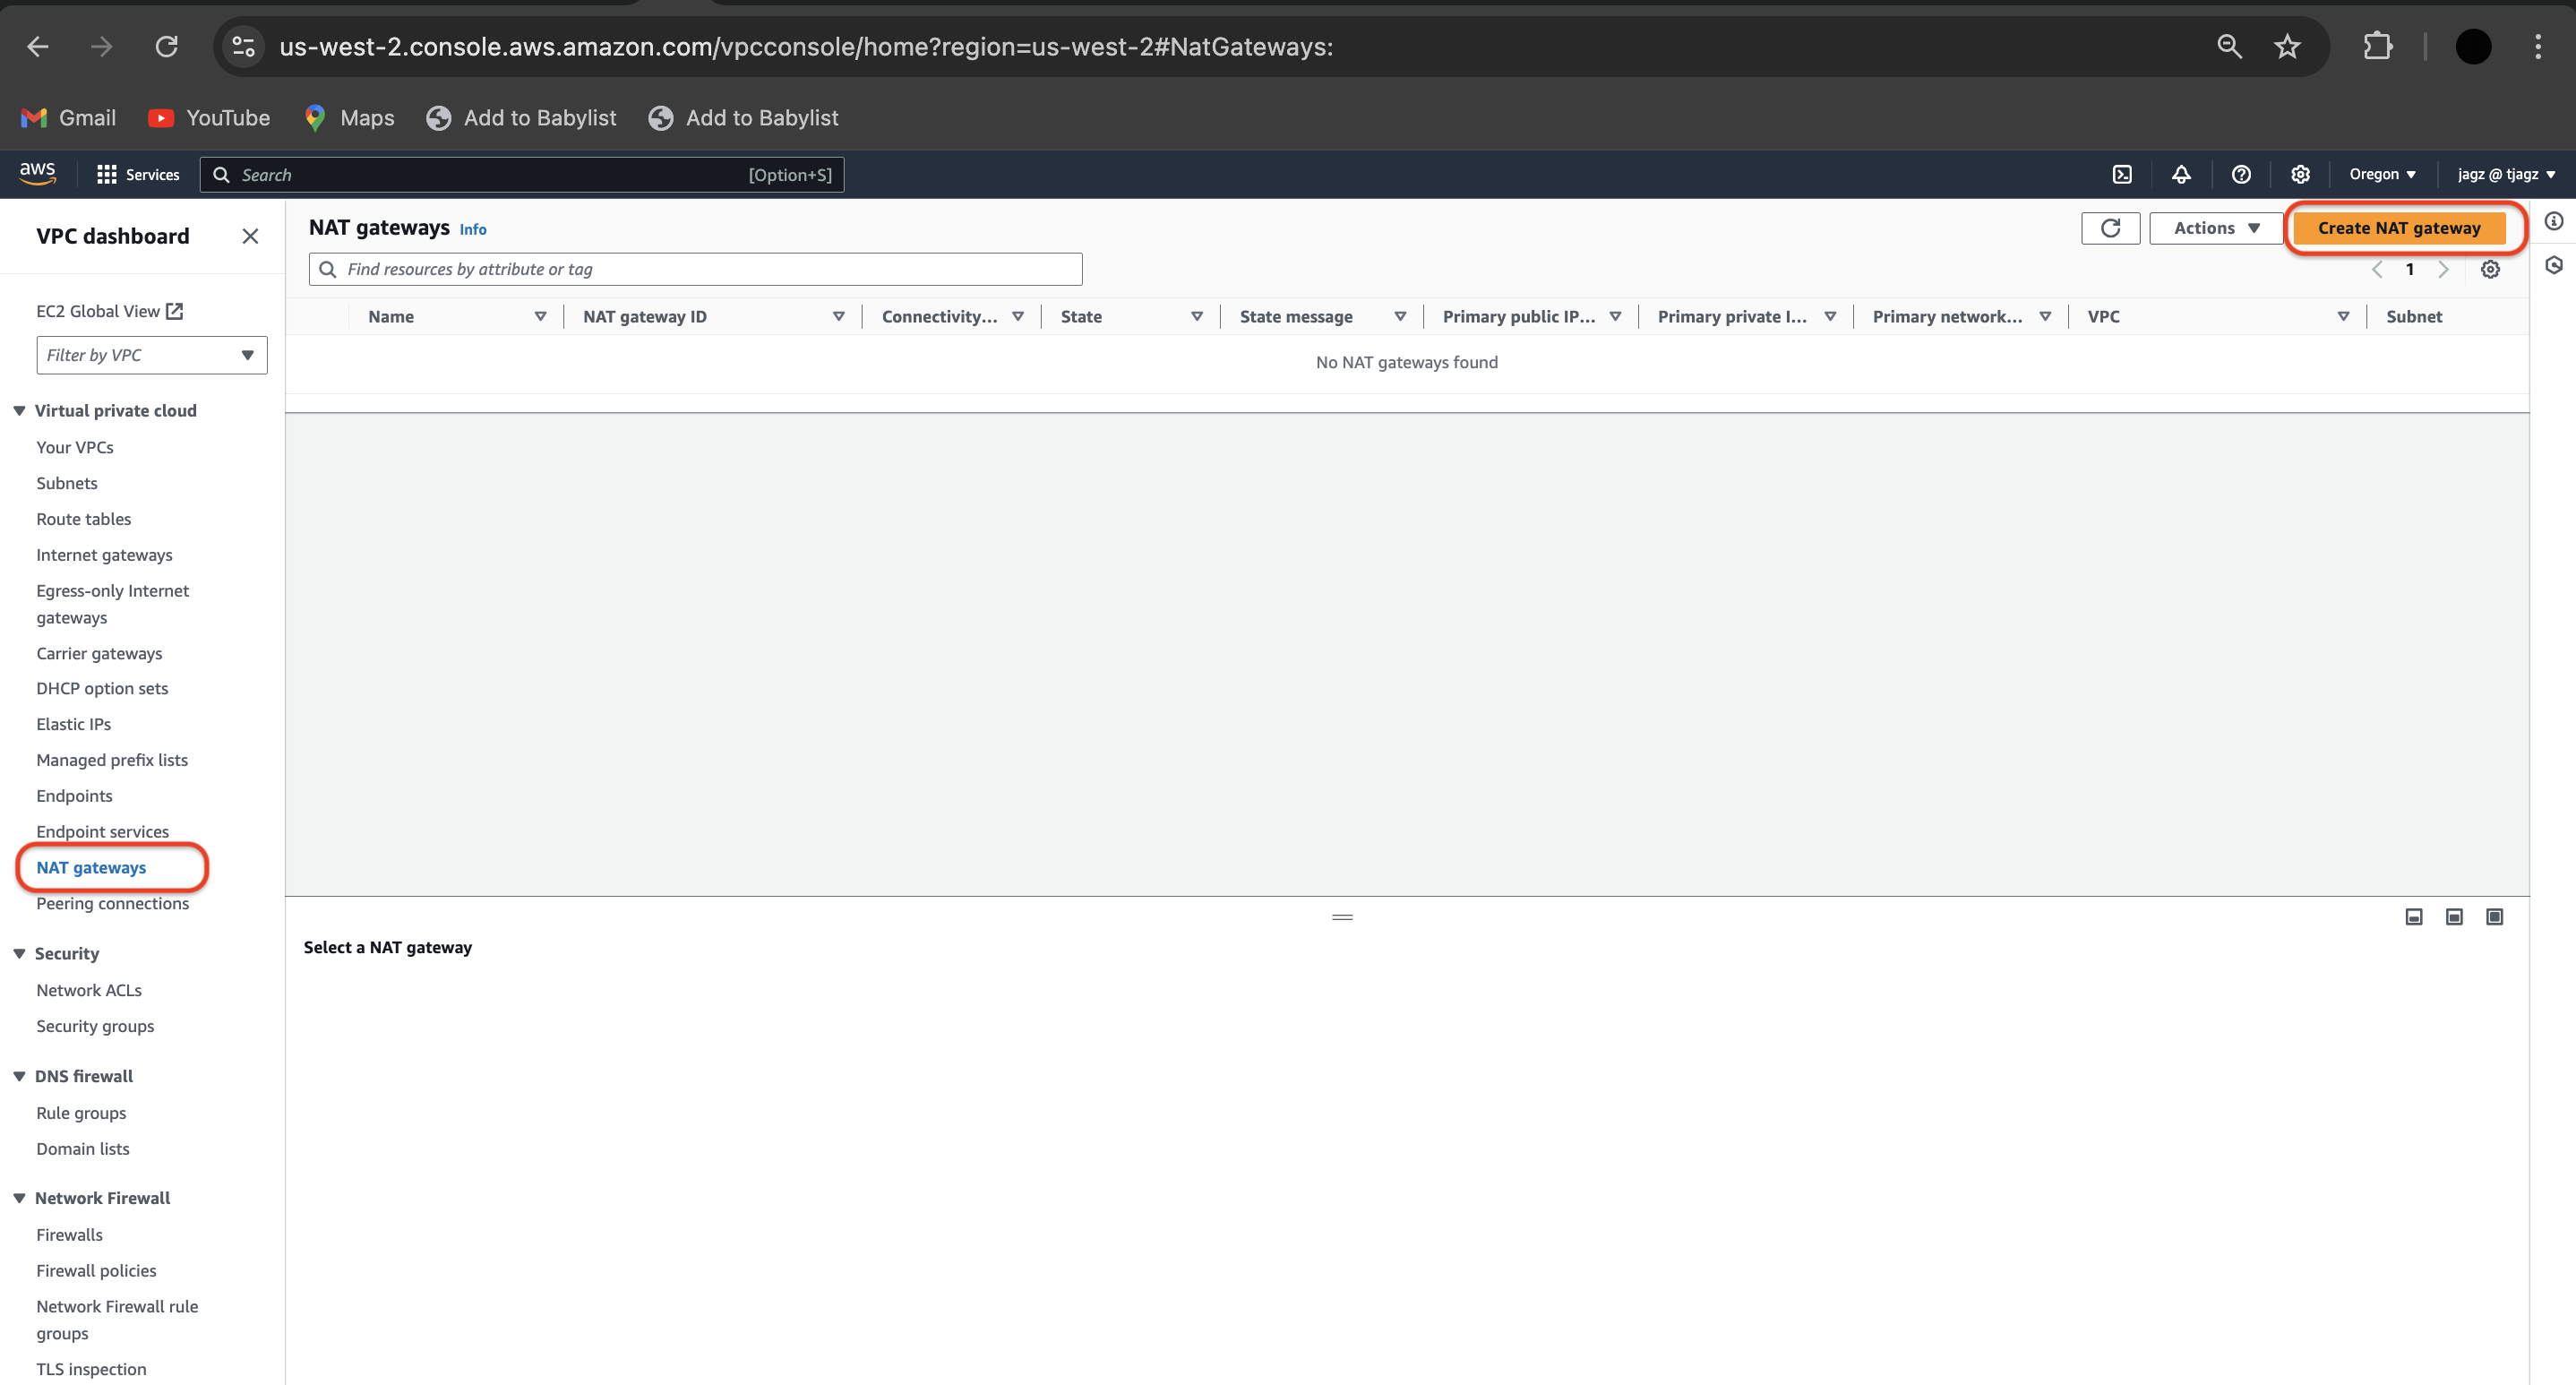 us-west-2.console.aws.amazon.com/vpcconsole/home?region=us-west-2#NatGateways:
Gmail YouTube Maps Add to Babylist Add to Babylist
aws Services Search [Option+S] Oregon jagz @ tjagz
VPC dashboard
EC2 Global View
Filter by VPC
Virtual private cloud
Your VPCs
Subnets
Route tables
Internet gateways
Egress-only Internet
gateways
Carrier gateways
DHCP option sets
Elastic IPs
Managed prefix lists
Endpoints
Endpoint services
NAT gateways
Peering connections
Security
Network ACLs
Security groups
DNS firewall
Rule groups
Domain lists
Network Firewall
Firewalls
Firewall policies
Network Firewall rule
groups
TLS inspection
NAT gateways Info
Actions Create NAT gateway
Find resources by attribute or tag
1
Name NAT gateway ID Connectivity... State State message Primary public IP... Primary private I... Primary network... VPC Subnet
No NAT gateways found
Select a NAT gateway